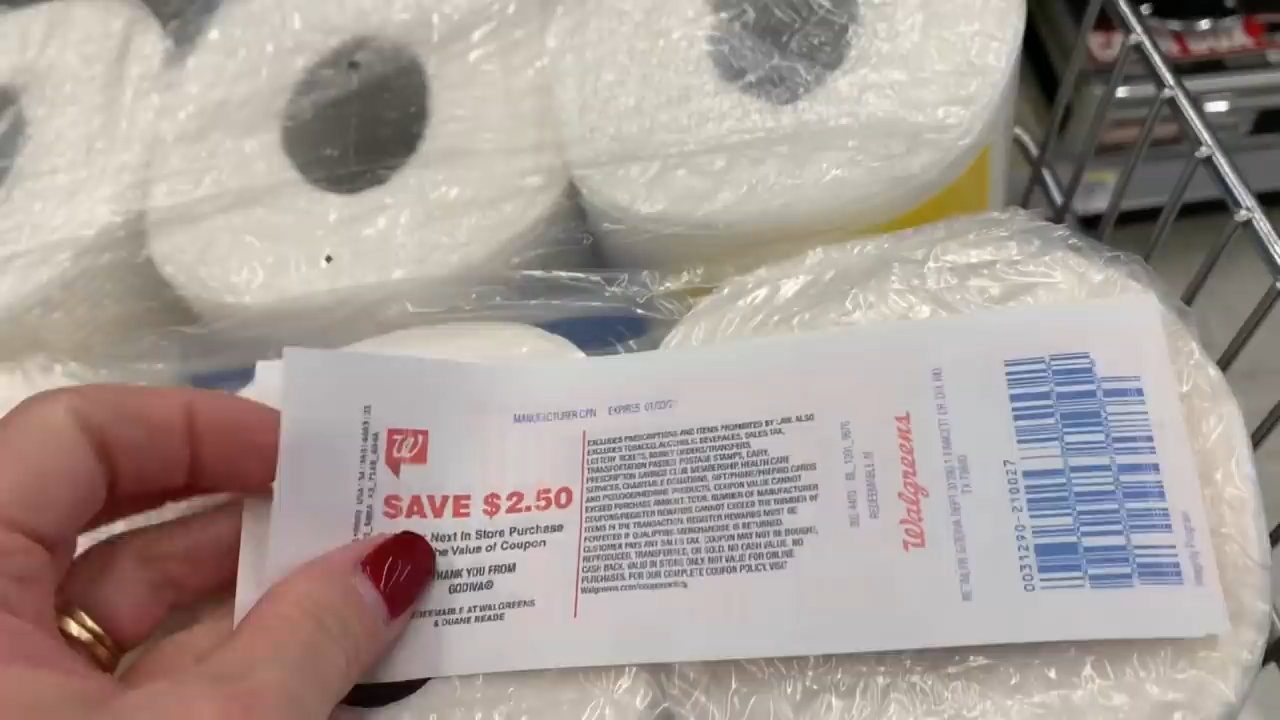 MANUFACTURER CPN EXPIRES
W
SAVE $2.50
Next In Store Purchase
he Value of Coupon
HANK YOU FROM
GODIVA®
DEEMABLE AT WALGREENS
& DUANE READE
EXCLUDES PRESCRIPTIONS AND ITEMS PROHIBITED BY LAW. ALSO
EXCLUDES TOBACCO, ALCOHOLIC BEVERAGES, SALES TAX,
LOTTERY TICKETS, MONEY ORDERS/TRANSFERS,
TRANSPORTATION PASSES, POSTAGE STAMPS, DAIRY,
PRESCRIPTION SAVINGS CLUB MEMBERSHIP, HEALTH CARE
SERVICES, CHARITABLE DONATIONS, GIFT/PHONE/PREPAID CARDS
AND PSEUDOEPHEDRINE PRODUCTS. COUPON VALUE CANNOT
EXCEED PURCHASE AMOUNT. TOTAL NUMBER OF MANUFACTURER
COUPONS/REGISTER REWARDS CANNOT EXCEED THE NUMBER OF
ITEMS IN THE TRANSACTION. REGISTER REWARDS MUST BE
FORFEITED IF QUALIFYING MERCHANDISE IS RETURNED.
CUSTOMER PAYS ANY SALES TAX. COUPON MAY NOT BE BOUGHT,
REPRODUCED, TRANSFERRED, OR SOLD. NO CASH VALUE. NO
CASH BACK. VALID IN STORE ONLY. NOT VALID FOR ONLINE
PURCHASES. FOR OUR COMPLETE COUPON POLICY, VISIT
REDEEMABLE AT
Walgreens
0031290-210027